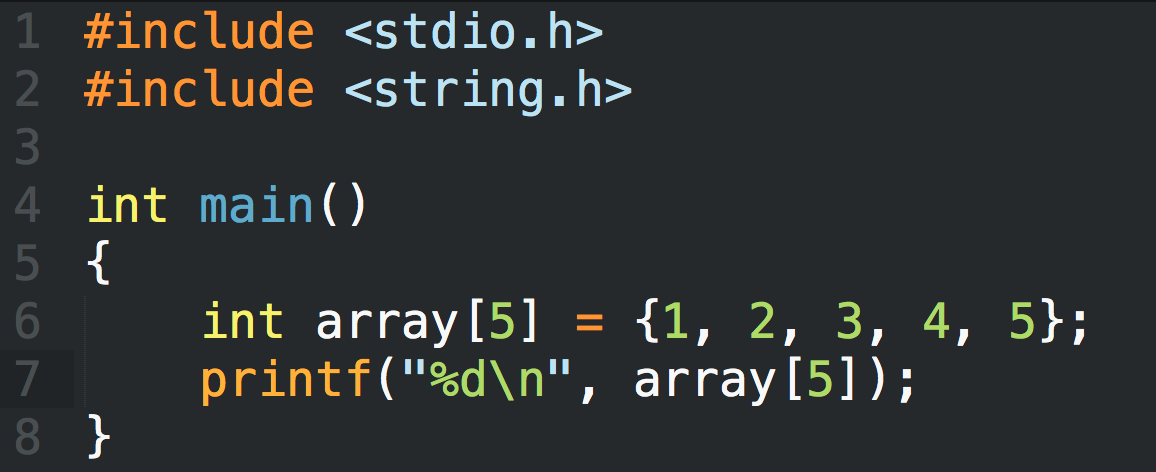 1 #include <stdio.h>
2 #include <string.h>
3
4 int main()
5 {
6     int array[5] = {1, 2, 3, 4, 5};
7     printf("%d\n", array[5]);
8 }